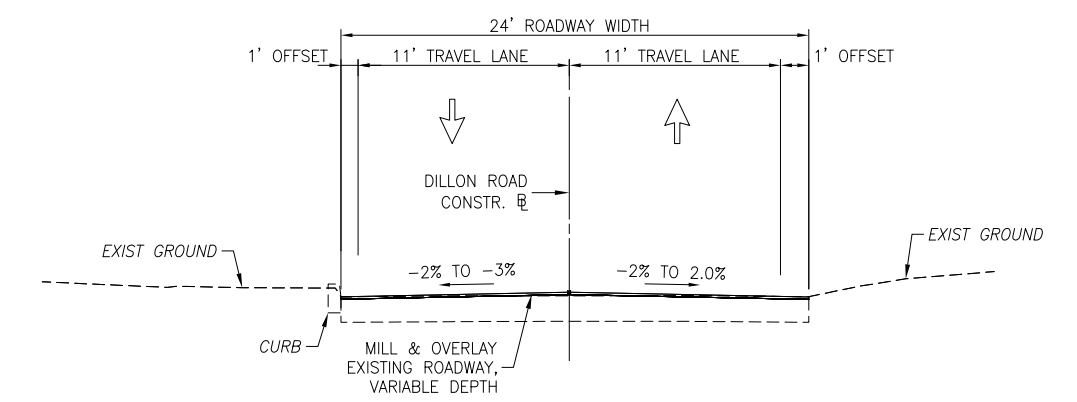 24' ROADWAY WIDTH
1' OFFSET
11' TRAVEL LANE
11' TRAVEL LANE
1' OFFSET
DILLON ROAD
CONSTR. BL
EXIST GROUND
EXIST GROUND
-2% TO -3%
-2% TO 2.0%
CURB
MILL & OVERLAY
EXISTING ROADWAY,
VARIABLE DEPTH